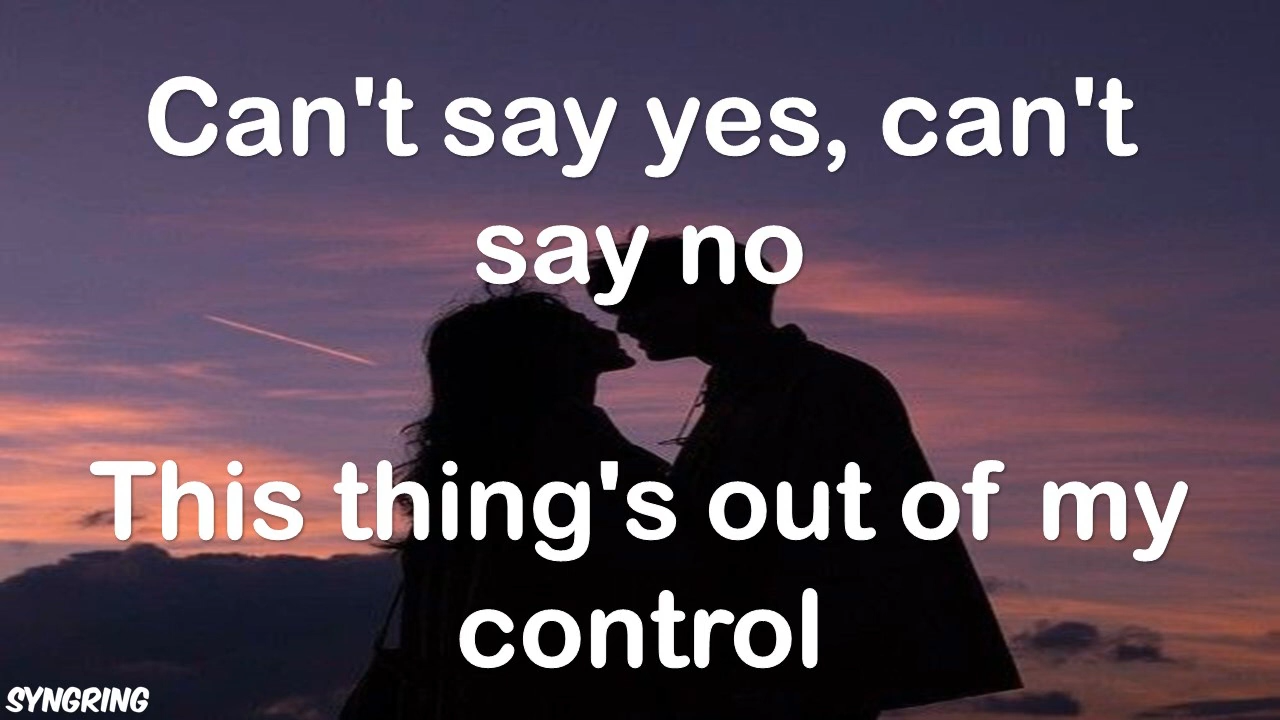 Can't say yes, can't
say no
This thing's out of my
control
SYNGRING